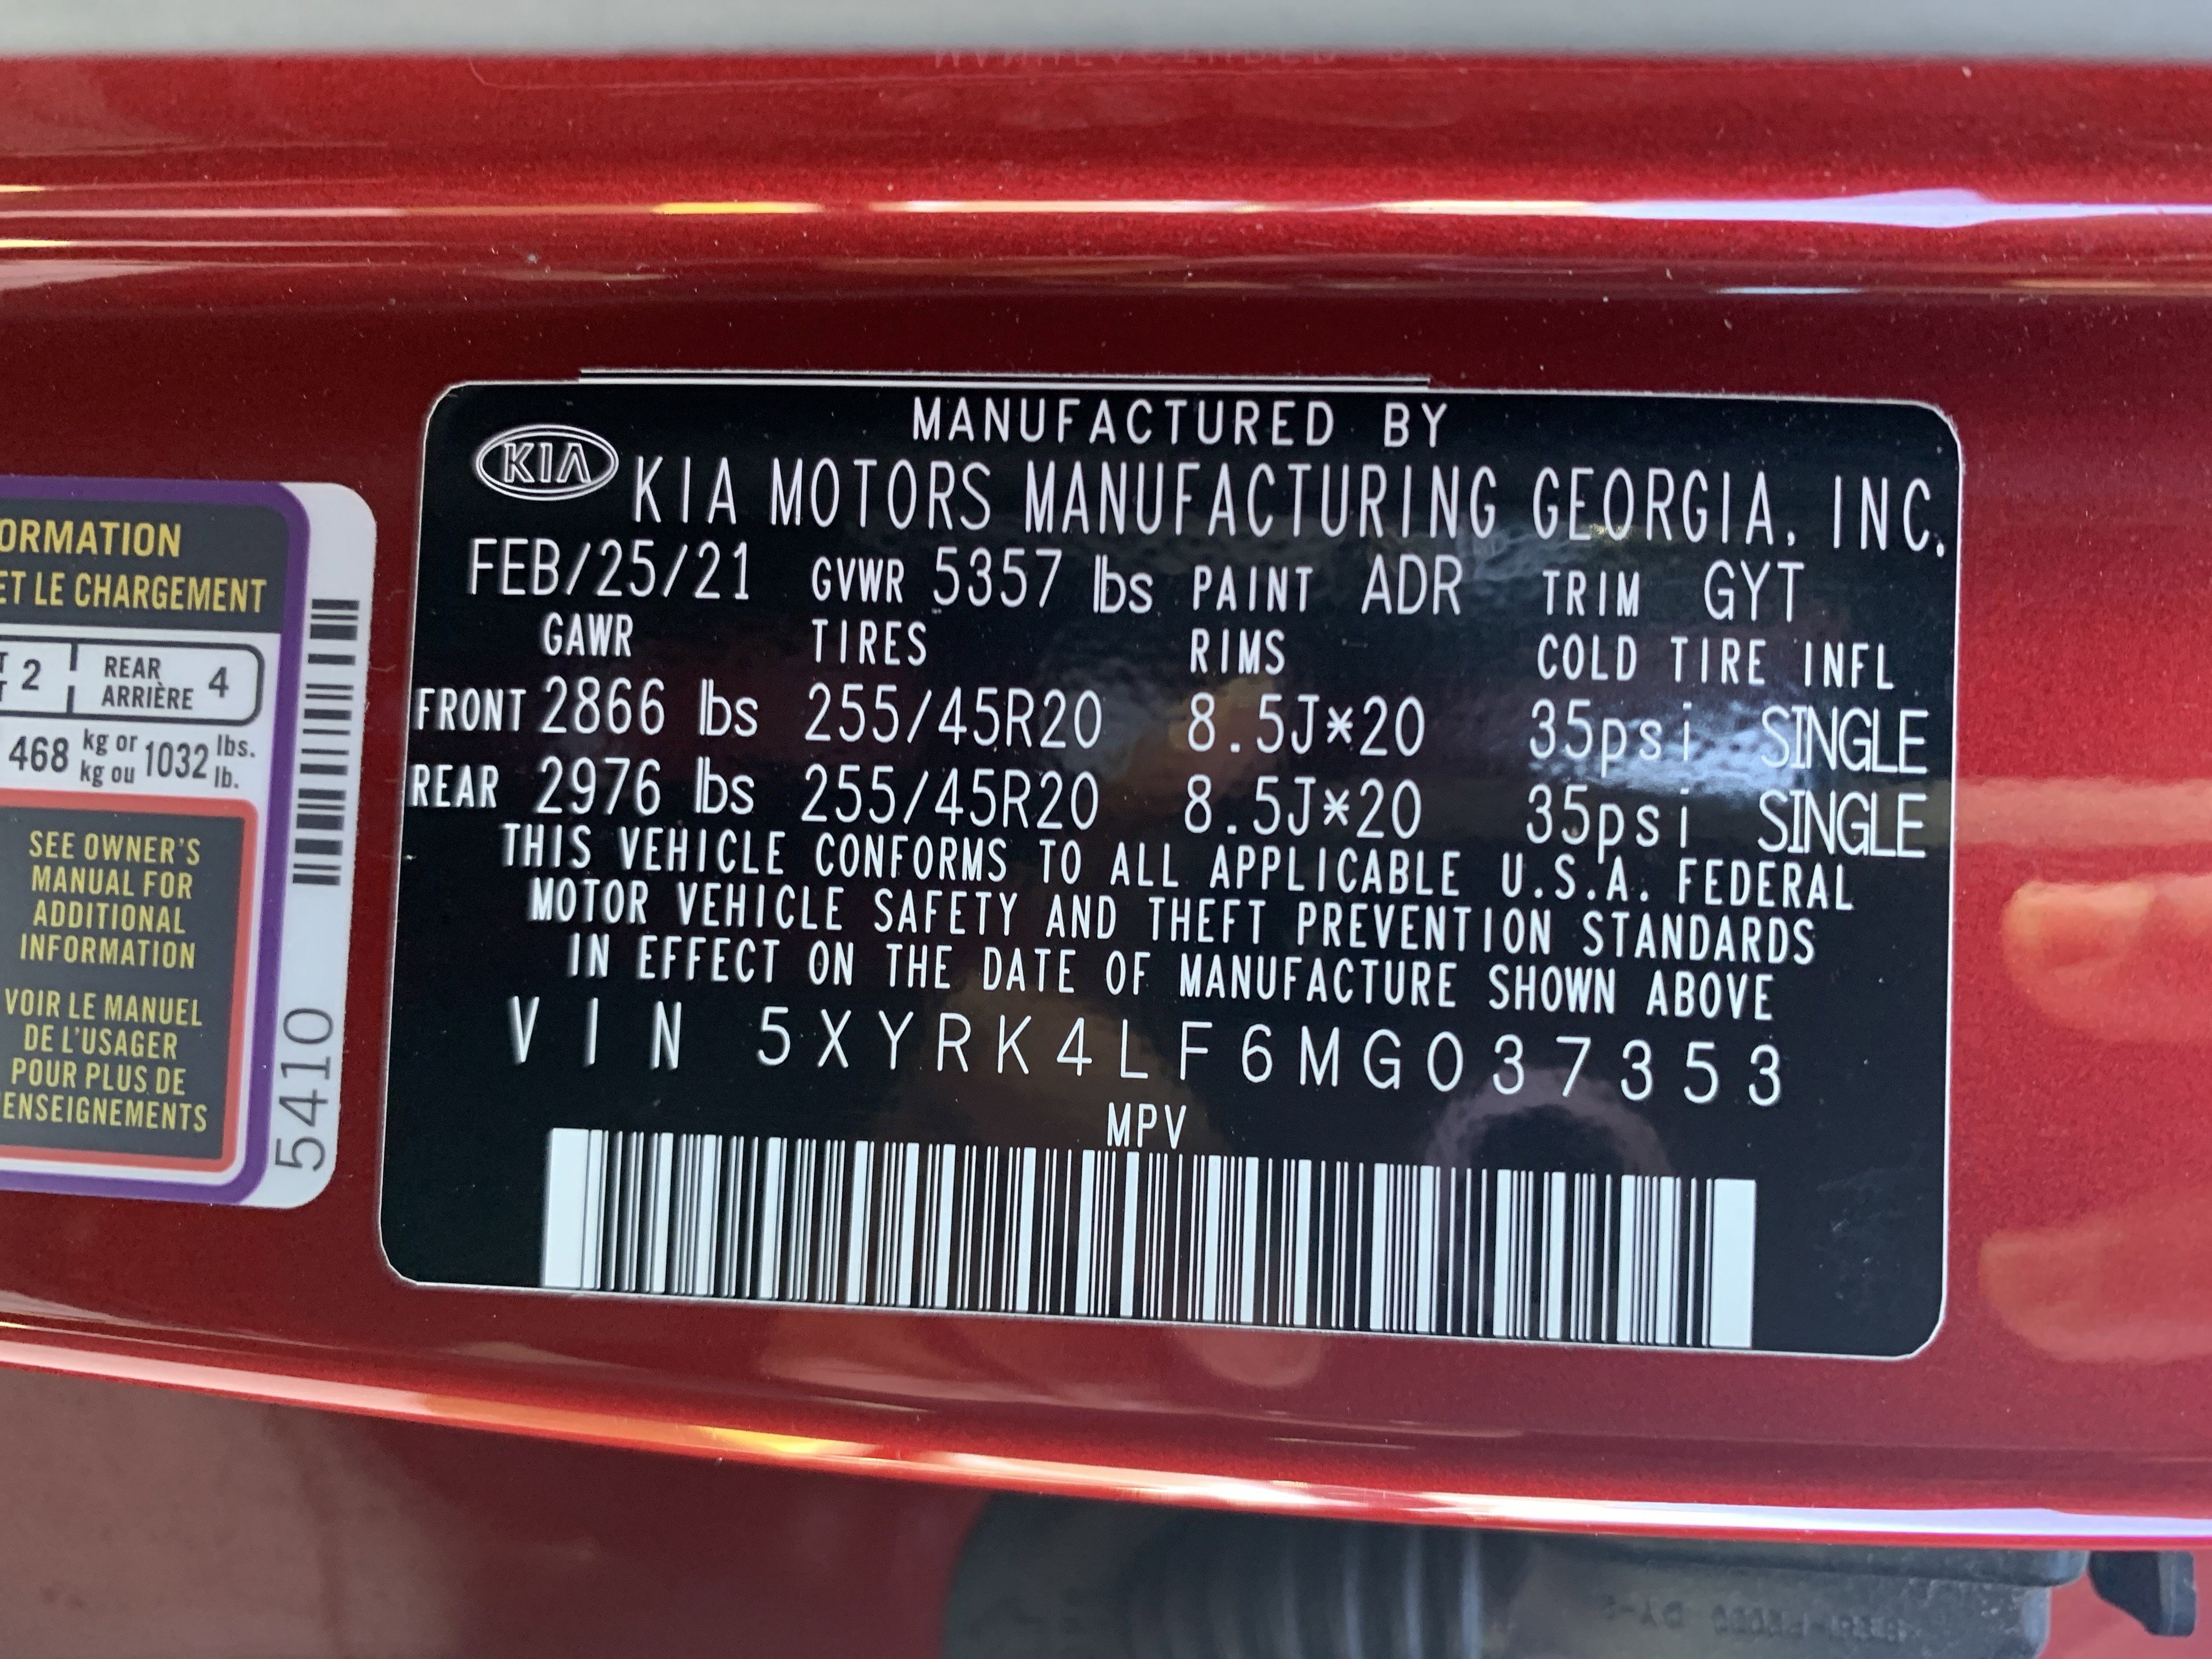 ORMATION
ET LE CHARGEMENT
2 REAR 4
ARRIÈRE
468 kg or 1032 lbs.
kg ou lb.
SEE OWNER'S
MANUAL FOR
ADDITIONAL
INFORMATION
VOIR LE MANUEL
DE L'USAGER
POUR PLUS DE
ENSEIGNEMENTS
5410
MANUFACTURED BY
KIA KIA MOTORS MANUFACTURING GEORGIA, INC.
FEB/25/21 GVWR 5357 lbs PAINT ADR TRIM GYT
GAWR TIRES RIMS COLD TIRE INFL
FRONT 2866 lbs 255/45R20 8.5J*20 35psi SINGLE
REAR 2976 lbs 255/45R20 8.5J*20 35psi SINGLE
THIS VEHICLE CONFORMS TO ALL APPLICABLE U.S.A. FEDERAL
MOTOR VEHICLE SAFETY AND THEFT PREVENTION STANDARDS
IN EFFECT ON THE DATE OF MANUFACTURE SHOWN ABOVE
VIN 5XYRK4LF6MG037353
MPV